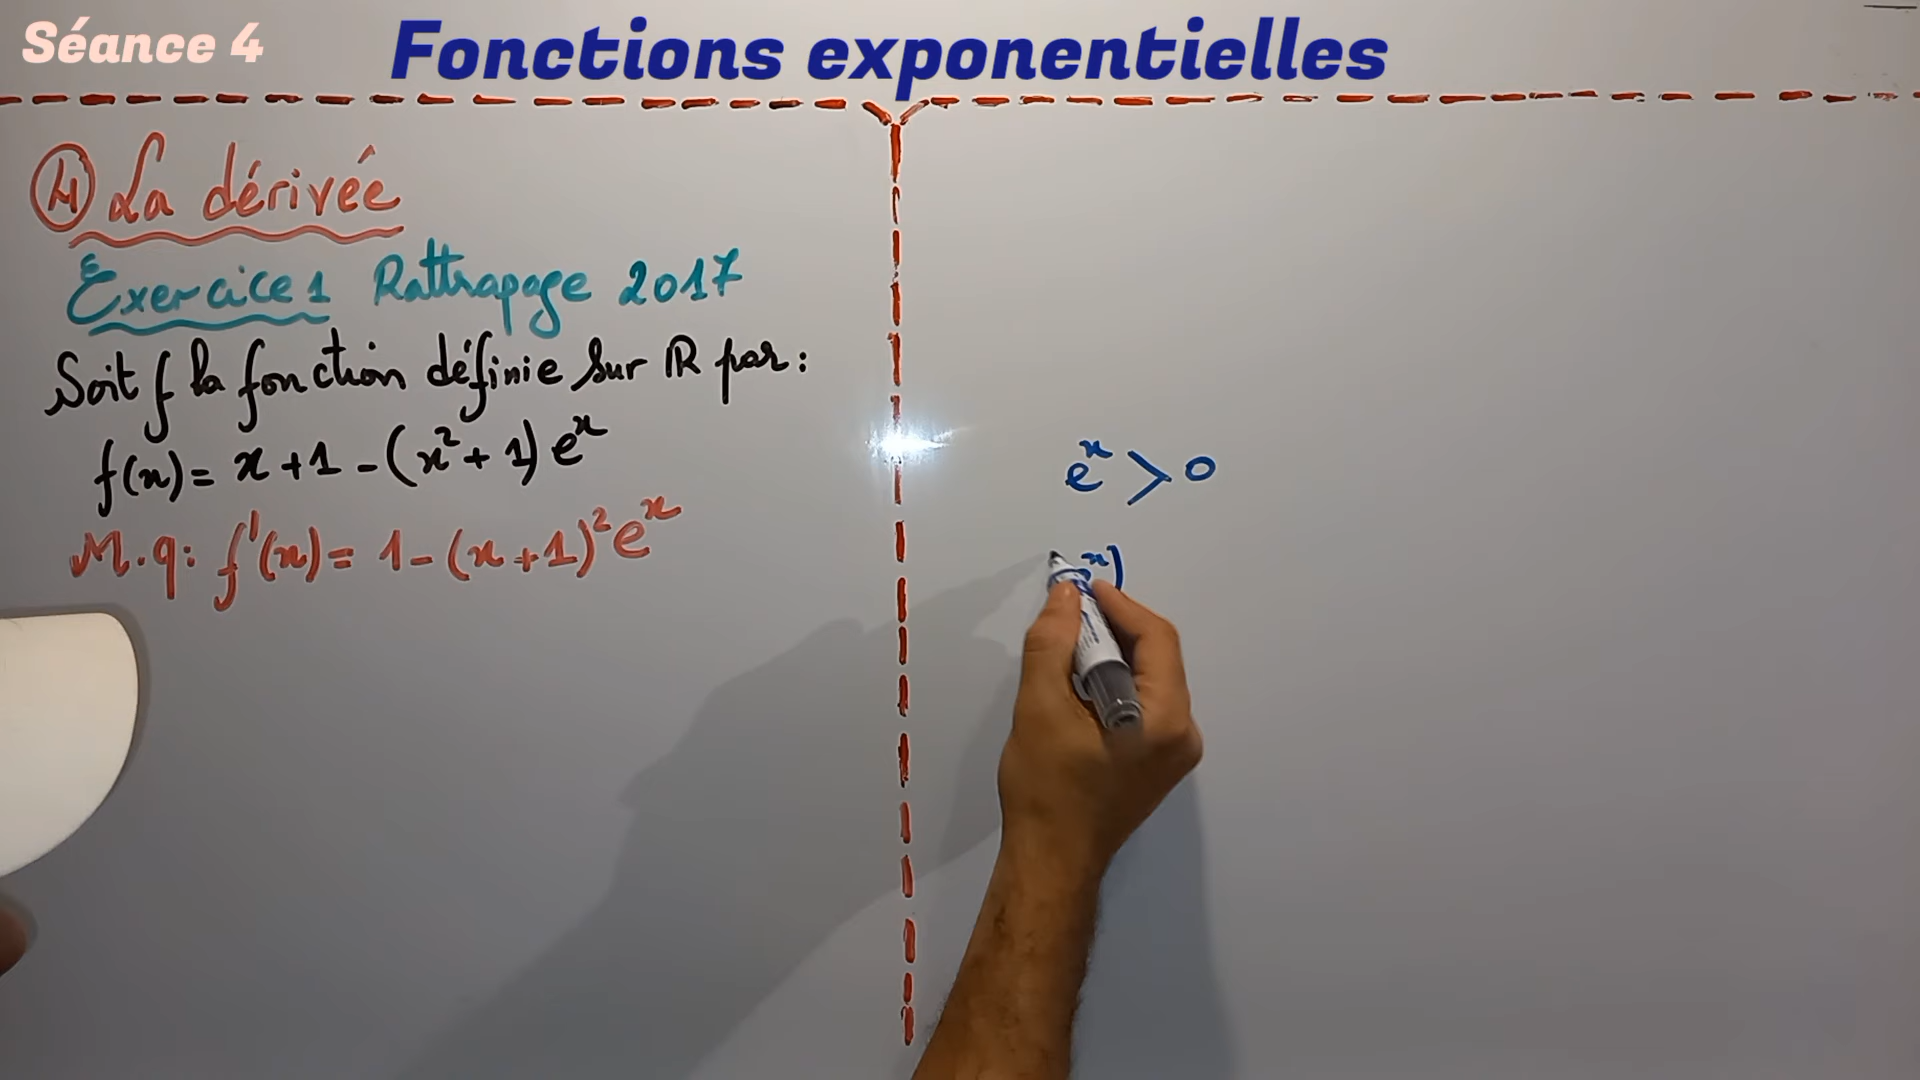 Séance 4
Fonctions exponentielles
4 La dérivée
Exercice 1 Rattrapage 2017
Soit f la fonction définie sur ℝ par :
f(x) = x + 1 - (x² + 1) eˣ
M.q: f'(x) = 1 - (x + 1)² eˣ
eˣ > 0
ˣ)